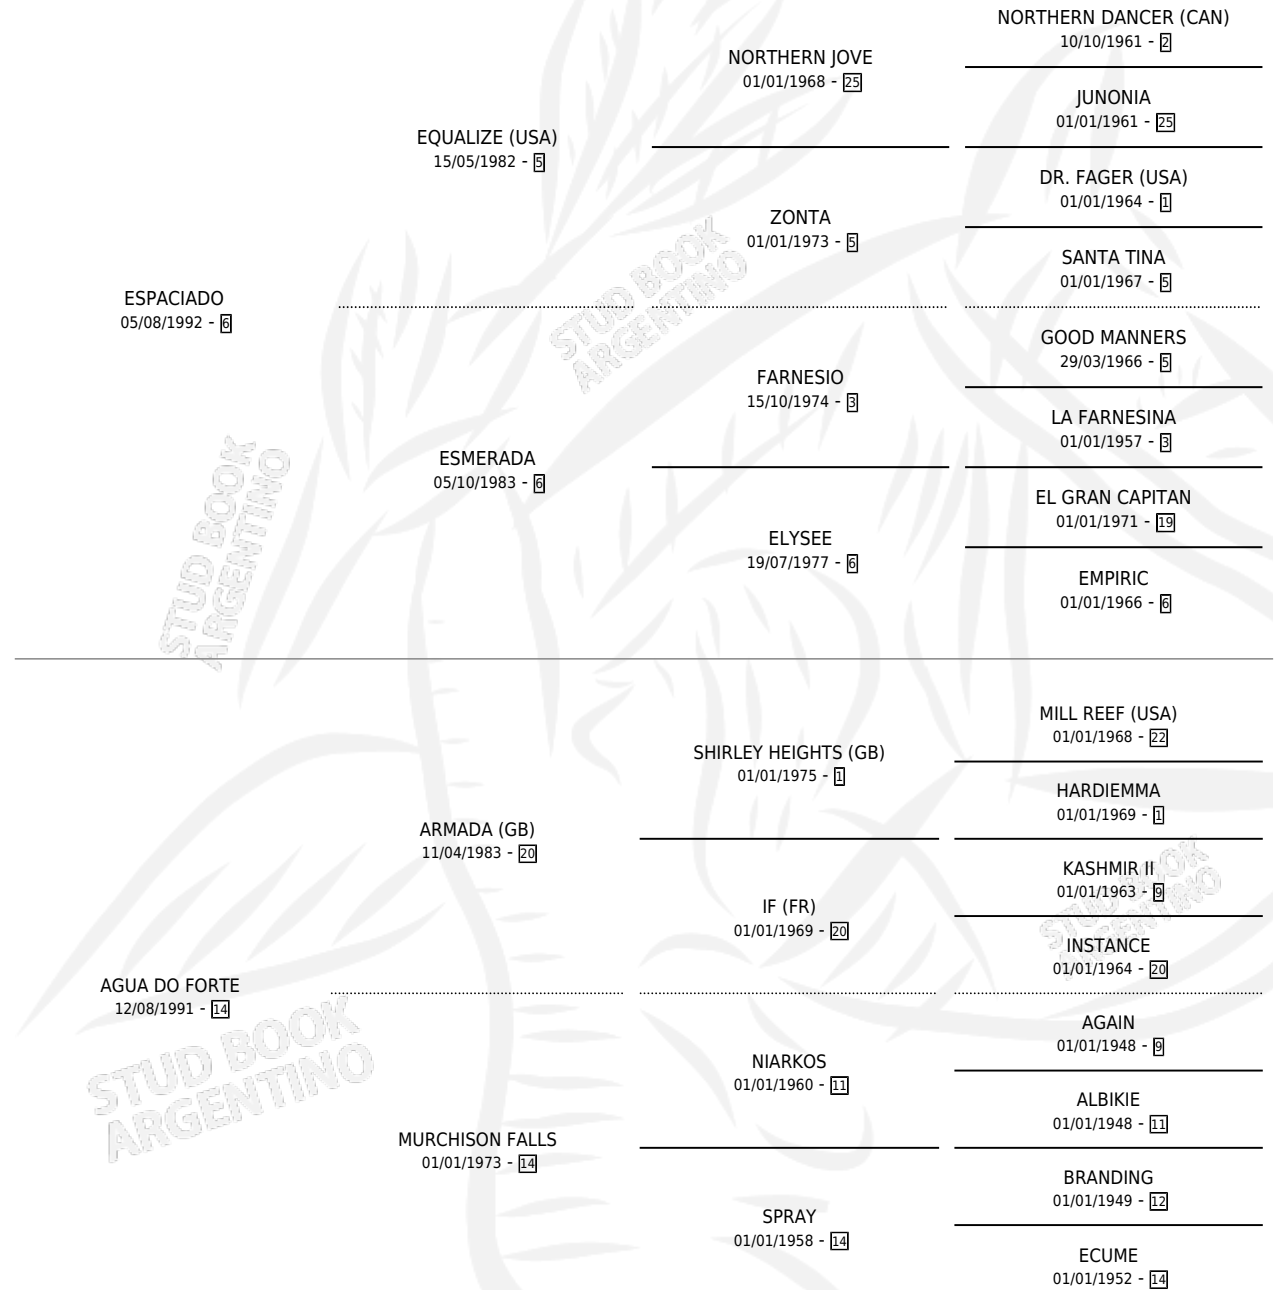 NORTHERN DANCER (CAN)
10/10/1961 - 2
NORTHERN JOVE
01/01/1968 - 25
JUNONIA
01/01/1961 - 25
EQUALIZE (USA)
15/05/1982 - 5
DR. FAGER (USA)
01/01/1964 - 1
ZONTA
01/01/1973 - 5
SANTA TINA
01/01/1967 - 5
ESPACIADO
05/08/1992 - 6
GOOD MANNERS
29/03/1966 - 5
FARNESIO
15/10/1974 - 3
LA FARNESINA
01/01/1957 - 3
ESMERADA
05/10/1983 - 6
EL GRAN CAPITAN
01/01/1971 - 19
ELYSEE
19/07/1977 - 6
EMPIRIC
01/01/1966 - 6
MILL REEF (USA)
01/01/1968 - 22
SHIRLEY HEIGHTS (GB)
01/01/1975 - 1
HARDIEMMA
01/01/1969 - 1
ARMADA (GB)
11/04/1983 - 20
KASHMIR II
01/01/1963 - 9
IF (FR)
01/01/1969 - 20
INSTANCE
01/01/1964 - 20
AGUA DO FORTE
12/08/1991 - 14
AGAIN
01/01/1948 - 9
NIARKOS
01/01/1960 - 11
ALBIKIE
01/01/1948 - 11
MURCHISON FALLS
01/01/1973 - 14
BRANDING
01/01/1949 - 12
SPRAY
01/01/1958 - 14
ECUME
01/01/1952 - 14
STUD BOOK
ARGENTINO
STUD BOOK
ARGENTINO
STUD BOOK
ARGENTINO
STUD BOOK
ARGENTINO